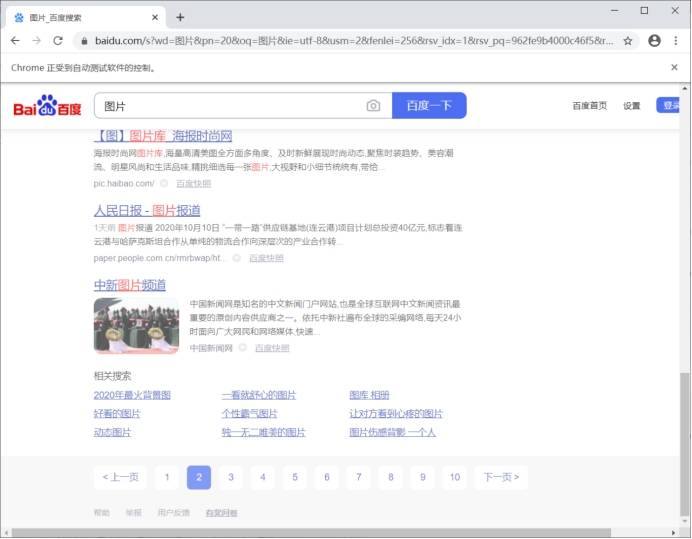 图片_百度搜索
baidu.com/s?wd=图片&pn=20&oq=图片&ie=utf-8&usm=2&fenlei=256&rsv_idx=1&rsv_pq=962fe9b4000c46f5&r...
Chrome 正受到自动测试软件的控制。
Bai du 百度
图片
百度一下
百度首页 设置 登录
【图】图片库_海报时尚网
海报时尚网图片库,海量高清美图全方面多角度、及时新鲜展现时尚动态,聚焦时装趋势、美容潮
流、明星风尚和生活品味,精挑细选每一张图片,大视野和小细节统统有,带给...
pic.haibao.com/ 百度快照
人民日报 - 图片报道
1天前 图片报道 2020年10月10日 "一带一路"供应链基地(连云港)项目计划总投资40亿元,标志着连
云港与哈萨克斯坦合作从单纯的物流合作向深层次的产业合作转...
paper.people.com.cn/rmrbwap/ht... 百度快照
中新图片频道
中国新闻网是知名的中文新闻门户网站,也是全球互联网中文新闻资讯最
重要的原创内容供应商之一。依托中新社遍布全球的采编网络,每天24小
时面向广大网民和网络媒体,快速...
中国新闻网 百度快照
相关搜索
2020年最火背景图 一看就舒心的图片 图库 相册
好看的图片 个性霸气图片 让对方看到心疼的图片
动态图片 独一无二唯美的图片 图片伤感背影 一个人
< 上一页 1 2 3 4 5 6 7 8 9 10 下一页 >
帮助 举报 用户反馈 有奖问卷